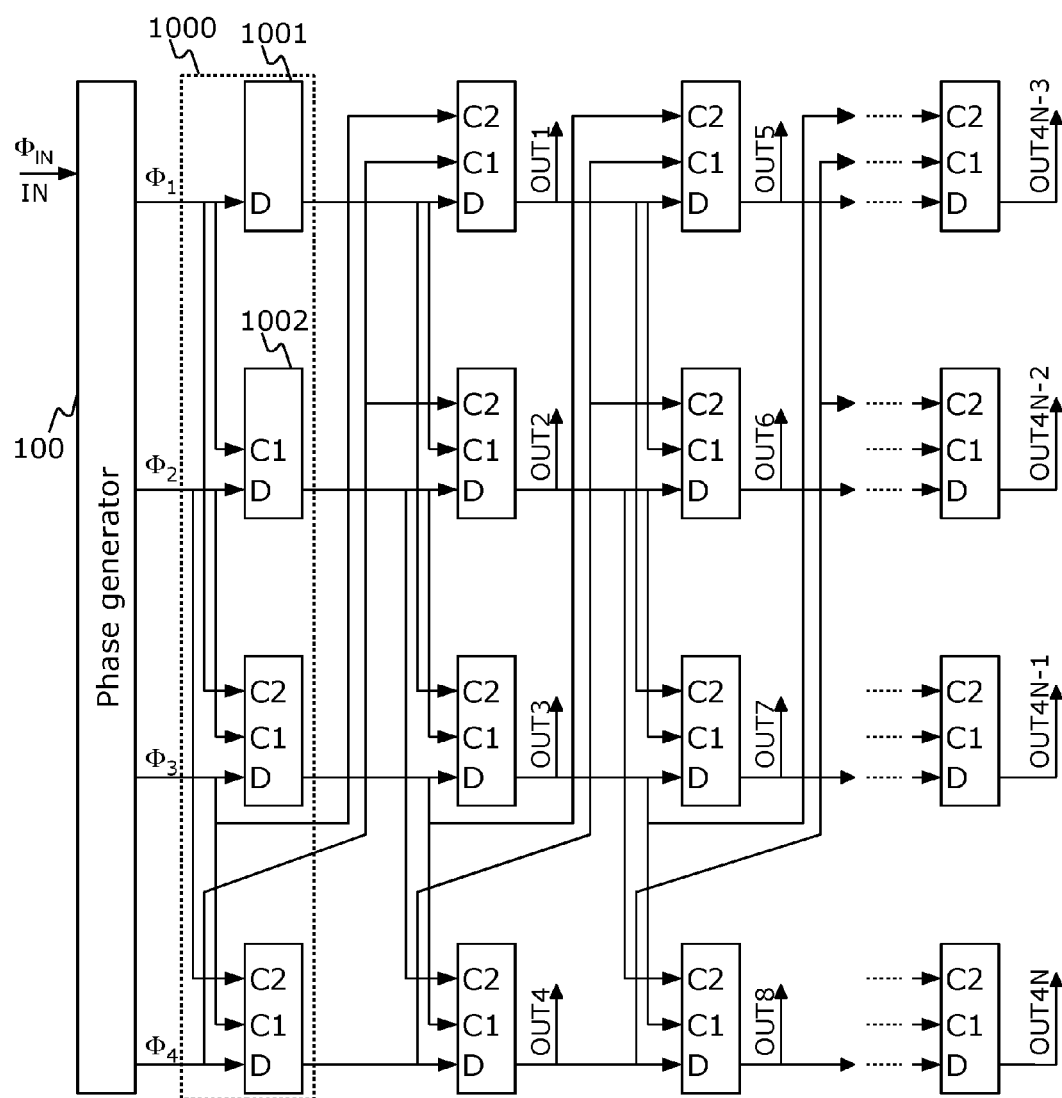 1000
1001
C2
C1
D
OUT1
C2
C1
D
OUT5
C2
C1
D
OUT4N-3
ΦIN
IN
Φ1
D
1002
C1
D
C2
C1
D
OUT2
C2
C1
D
OUT6
C2
C1
D
OUT4N-2
100
Φ2
Phase generator
C2
C1
D
C2
C1
D
OUT3
C2
C1
D
OUT7
C2
C1
D
OUT4N-1
Φ3
C2
C1
D
C2
C1
D
OUT4
C2
C1
D
OUT8
C2
C1
D
OUT4N
Φ4